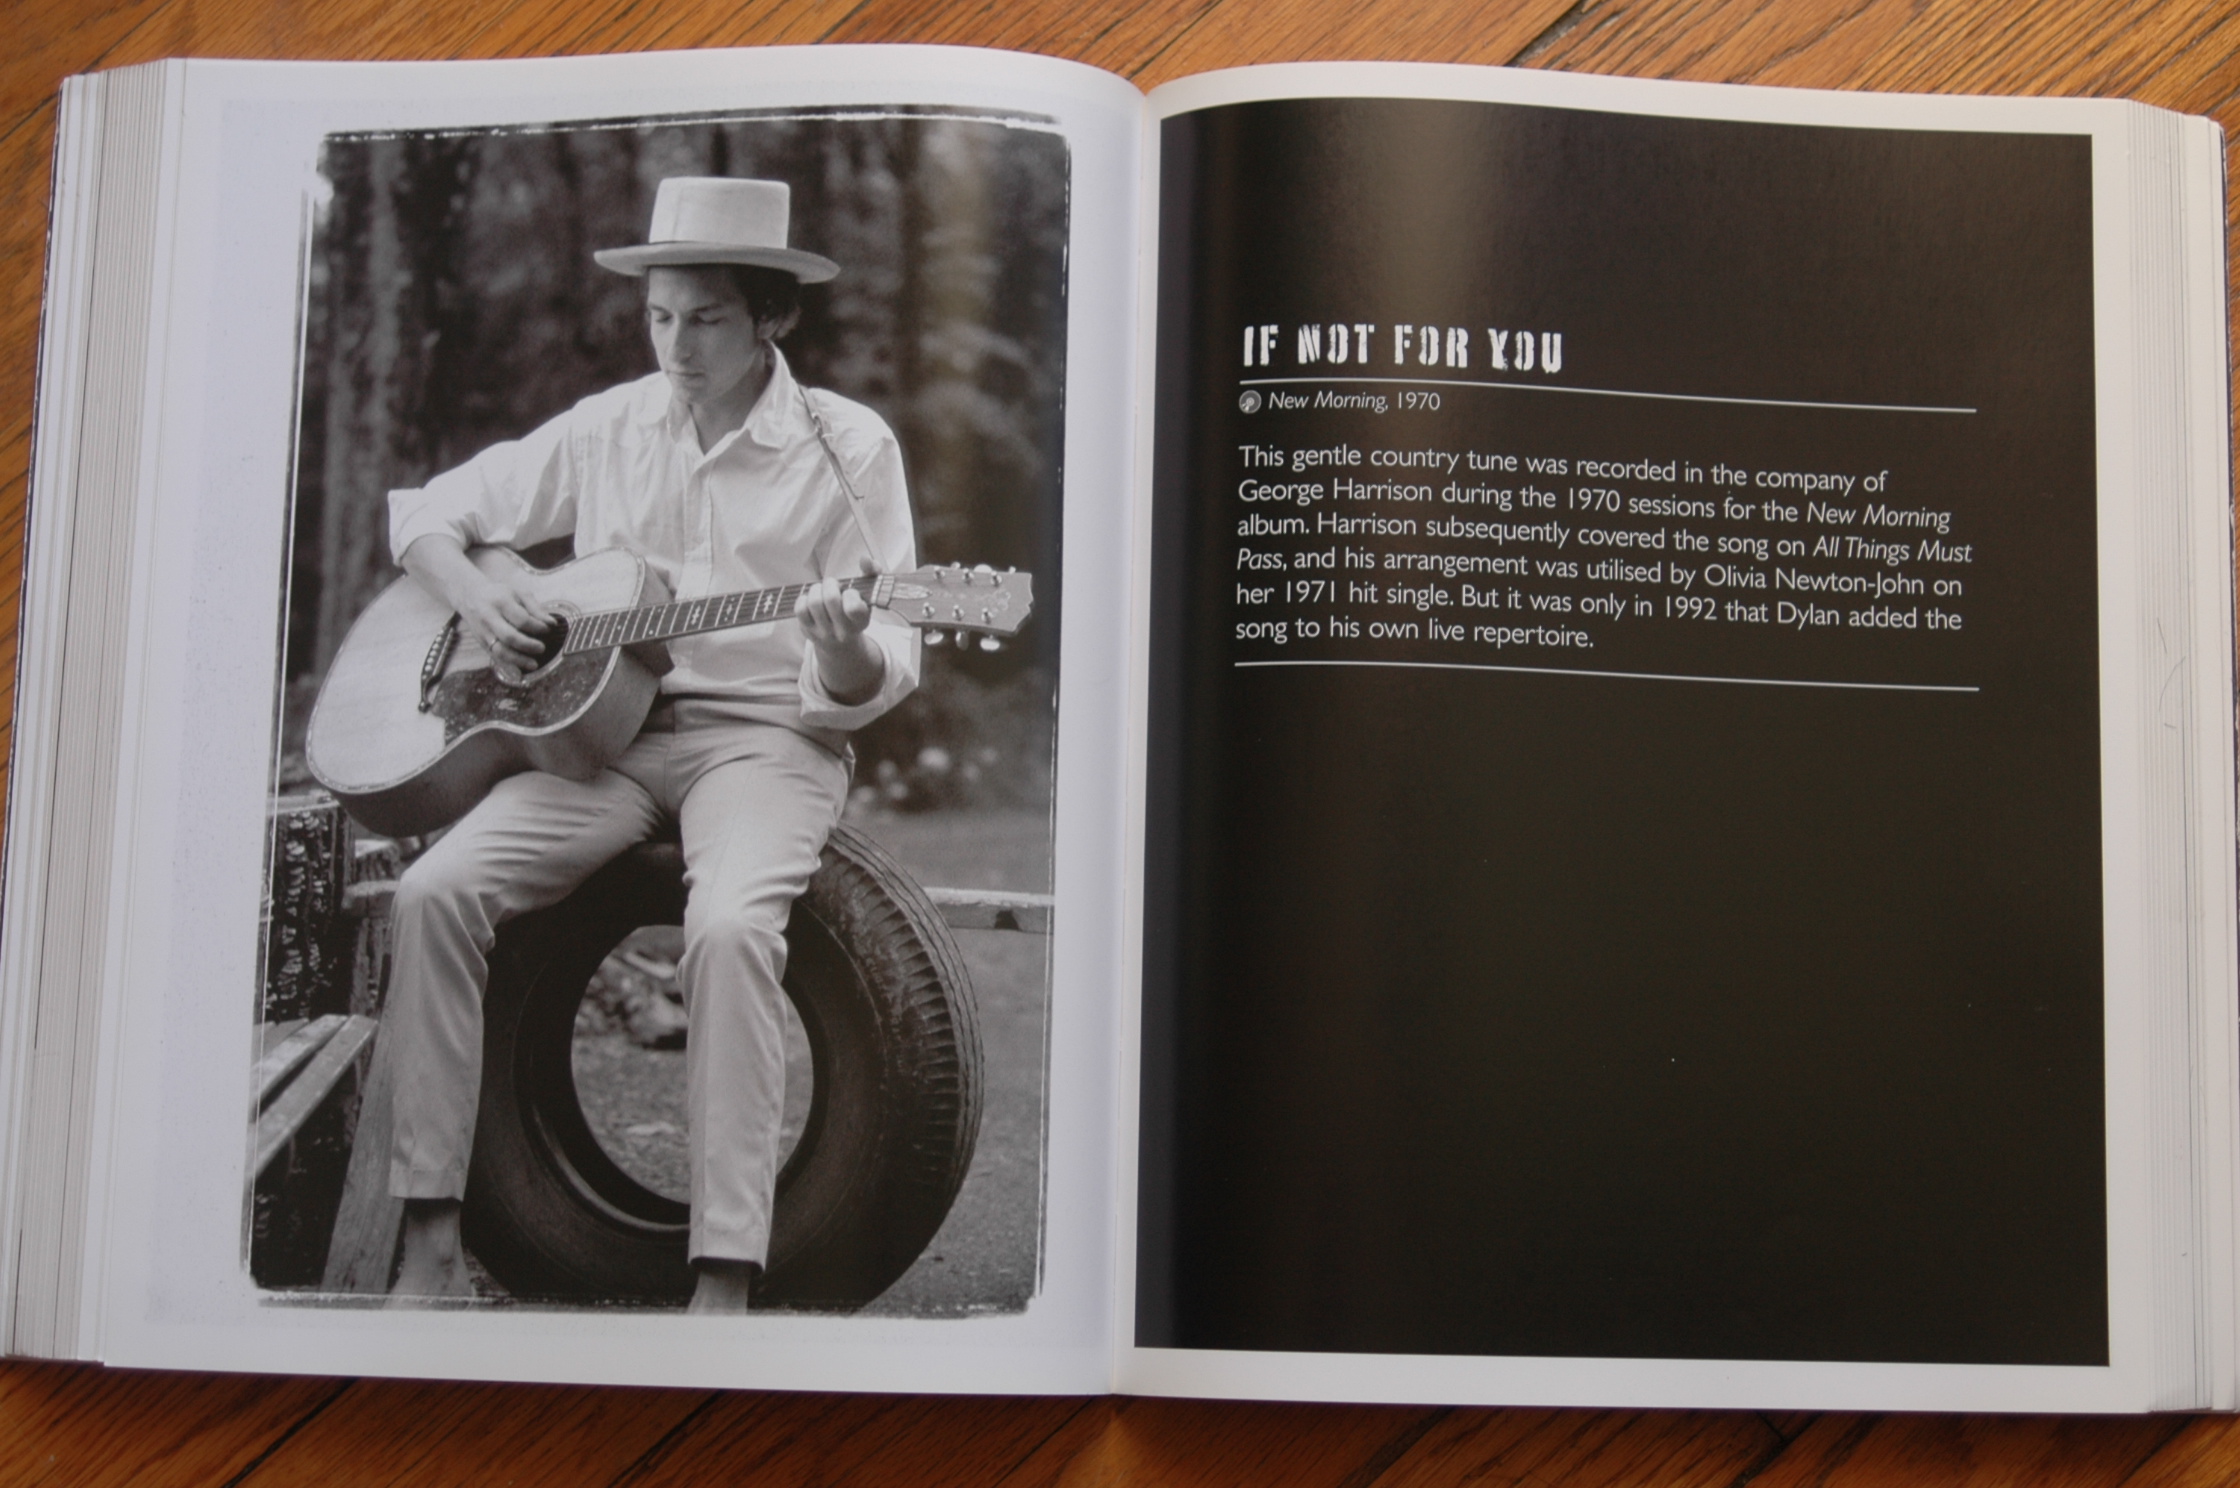 IF NOT FOR YOU
New Morning, 1970
This gentle country tune was recorded in the company of
George Harrison during the 1970 sessions for the New Morning
album. Harrison subsequently covered the song on All Things Must
Pass, and his arrangement was utilised by Olivia Newton-John on
her 1971 hit single. But it was only in 1992 that Dylan added the
song to his own live repertoire.